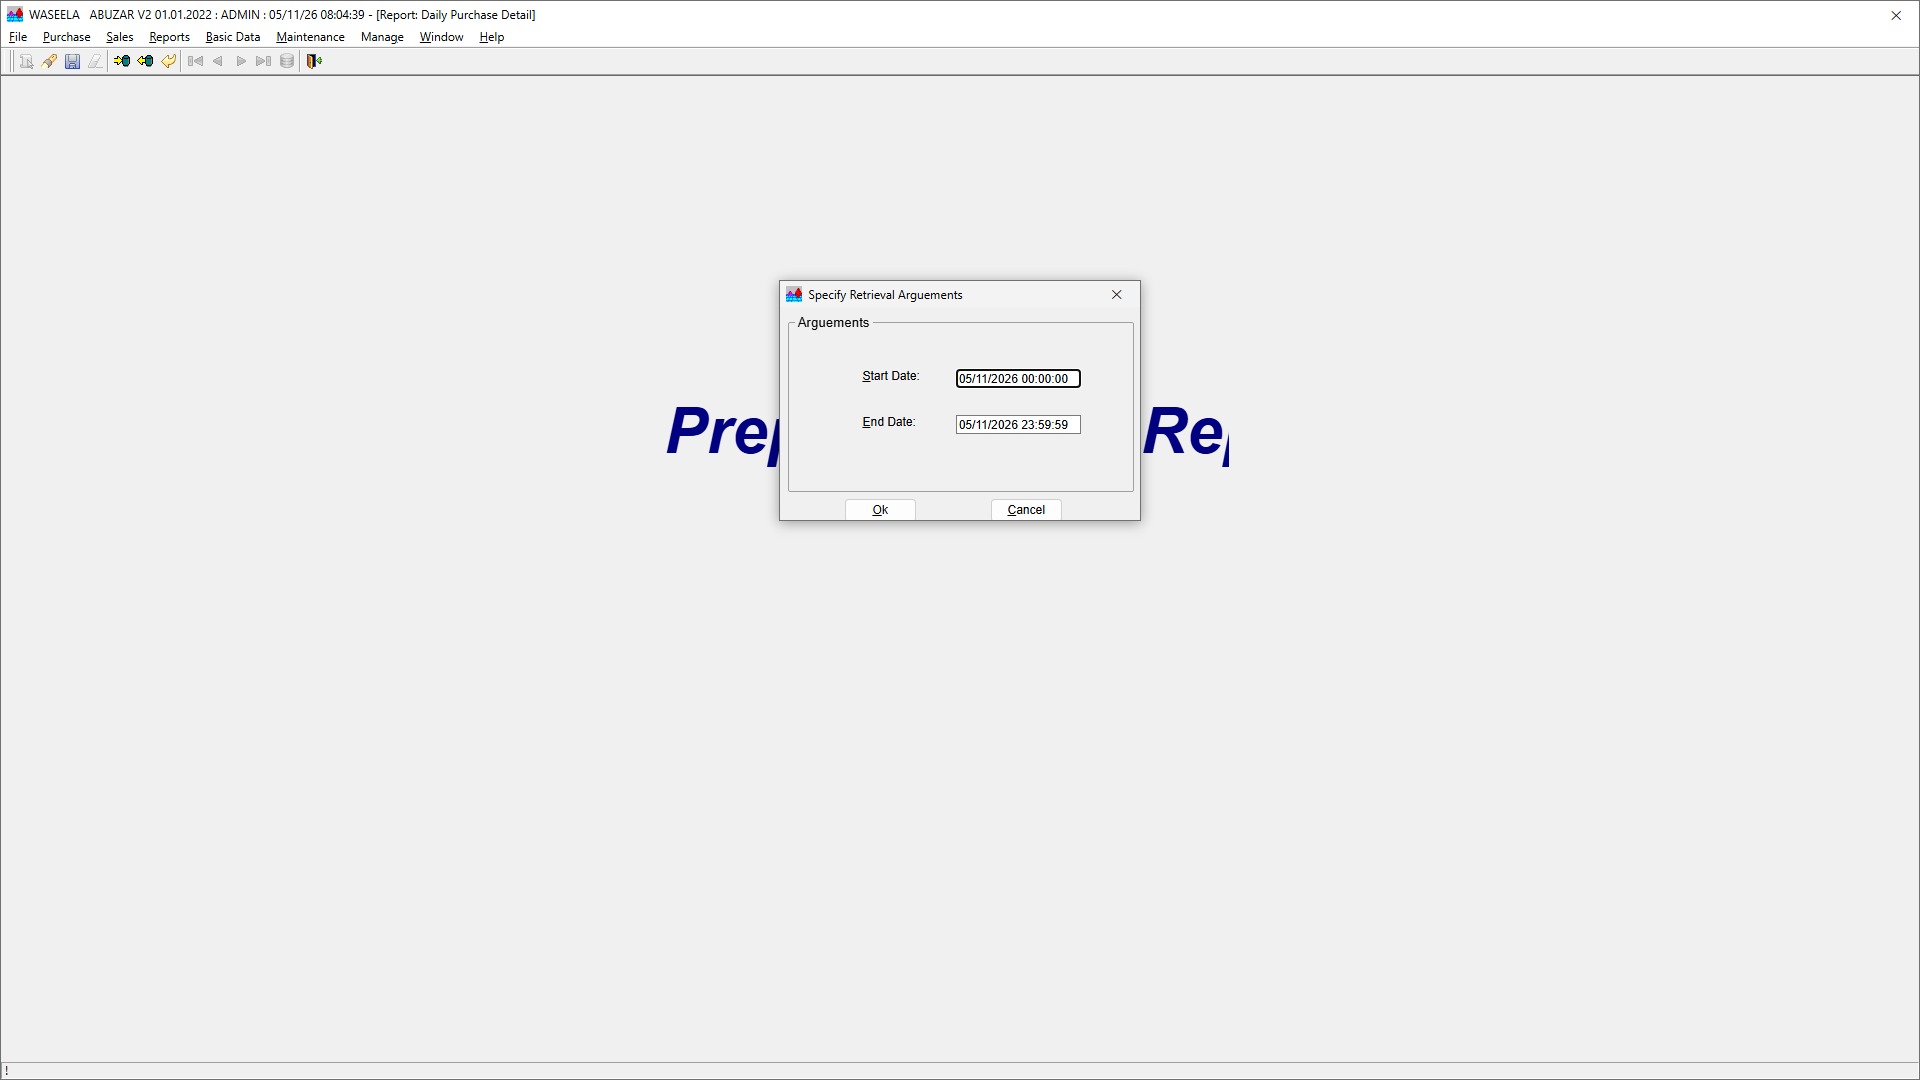 WASEELA ABUZAR V2 01.01.2022 : ADMIN : 05/11/26 08:04:39 - [Report: Daily Purchase Detail]
File Purchase Sales Reports Basic Data Maintenance Manage Window Help
Specify Retrieval Arguements
Arguements
Start Date: 05/11/2026 00:00:00
Prep Rep
End Date: 05/11/2026 23:59:59
Ok Cancel
!